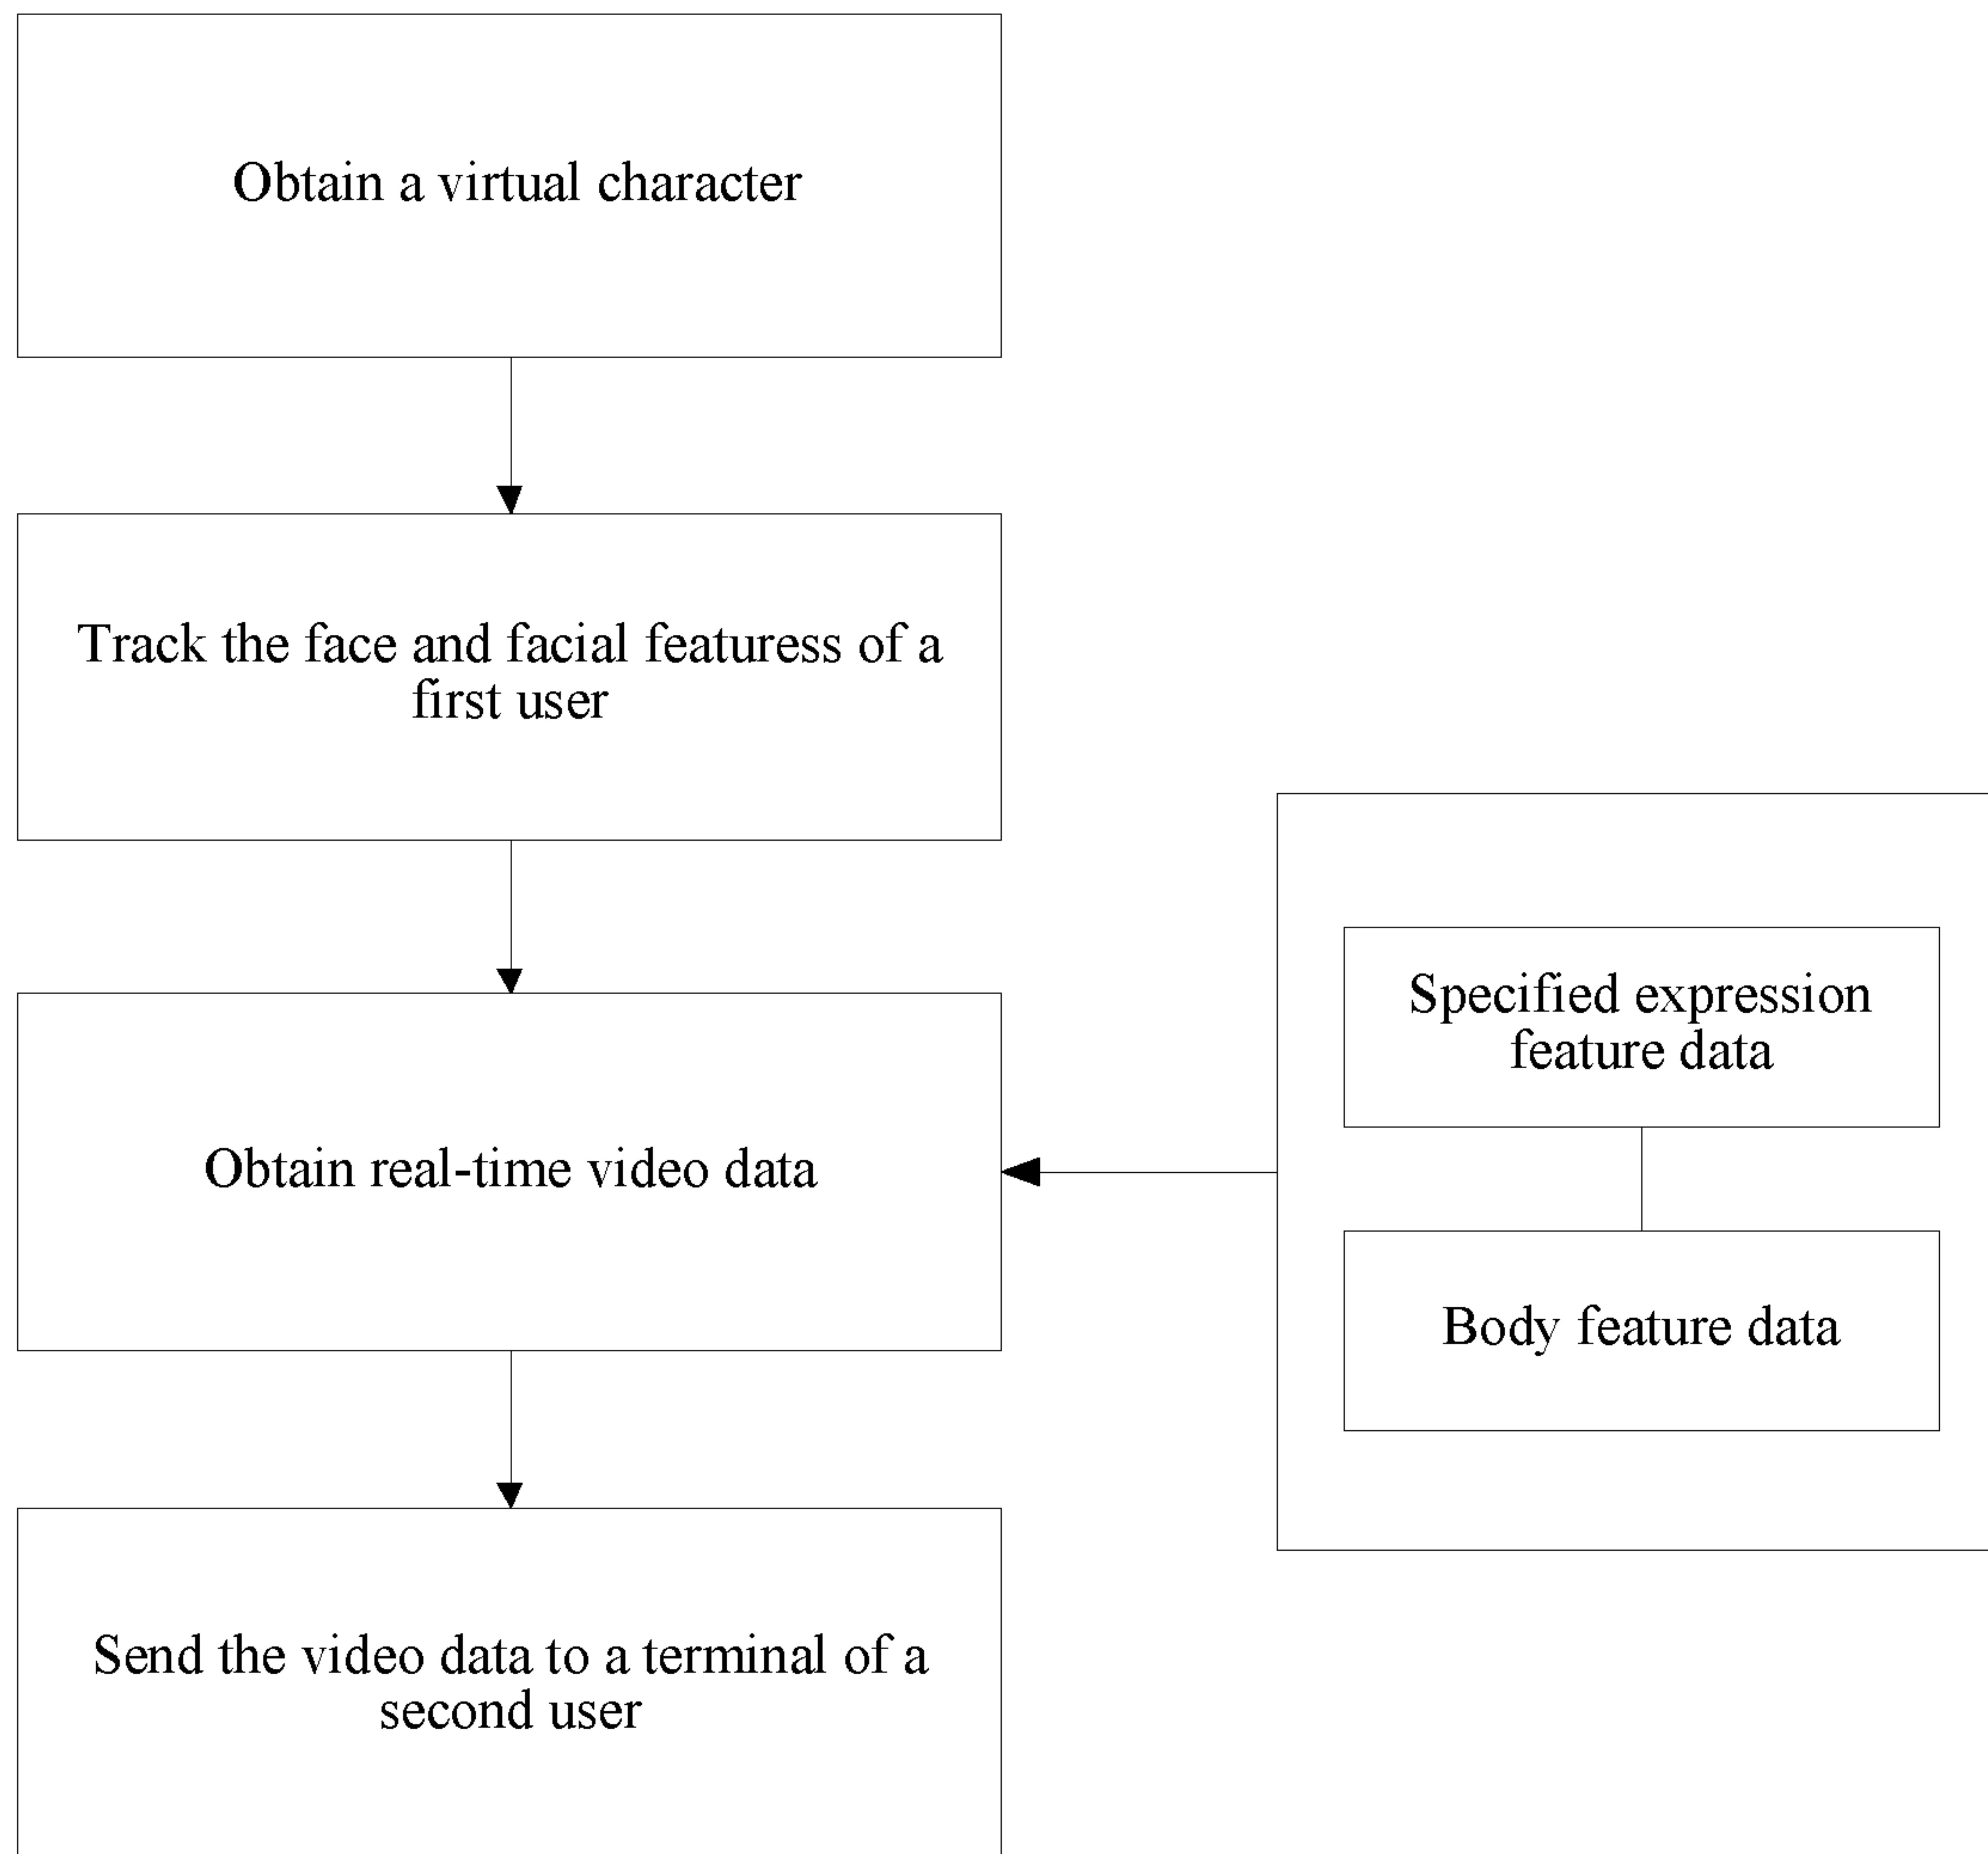 Obtain a virtual character
Track the face and facial featuress of a
first user
Obtain real-time video data
Send the video data to a terminal of a
second user
Specified expression
feature data
Body feature data